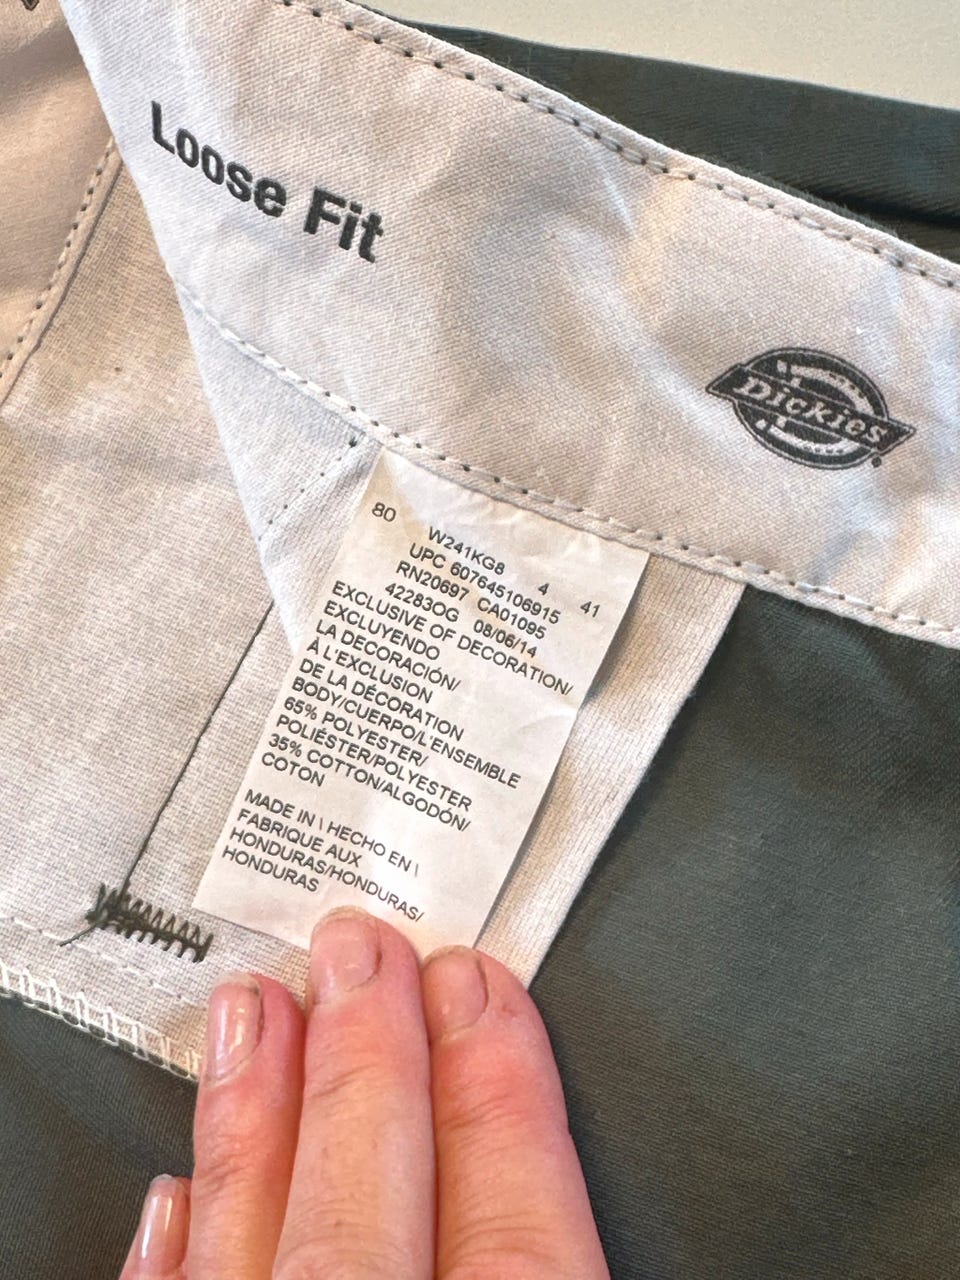 Loose Fit
Dickies
80 W241KG8 4 41
UPC 607645106915
RN20697 CA01095
42283OG 08/06/14
EXCLUSIVE OF DECORATION/
EXCLUYENDO
LA DECORACIÓN/
À L'EXCLUSION
DE LA DÉCORATION
BODY/CUERPO/L'ENSEMBLE
65% POLYESTER/
POLIÉSTER/POLYESTER
35% COTTON/ALGODÓN/
COTON
MADE IN \ HECHO EN \
FABRIQUE AUX
HONDURAS/HONDURAS/
HONDURAS